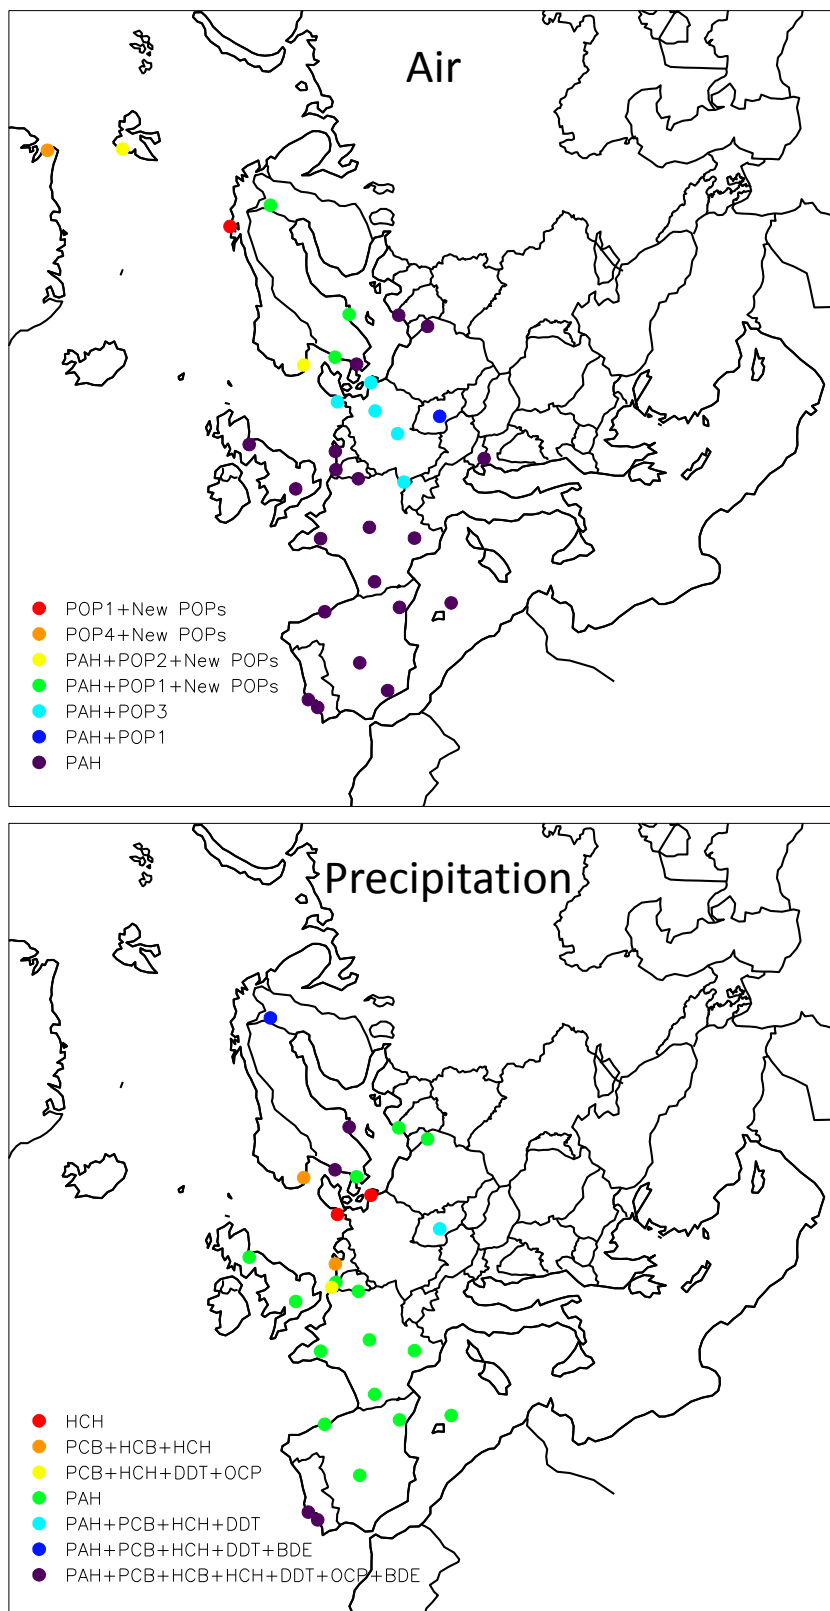 Air
POP1+New POPs
POP4+New POPs
PAH+POP2+New POPs
PAH+POP1+New POPs
PAH+POP3
PAH+POP1
PAH
Precipitation
HCH
PCB+HCB+HCH
PCB+HCH+DDT+OCP
PAH
PAH+PCB+HCH+DDT
PAH+PCB+HCH+DDT+BDE
PAH+PCB+HCB+HCH+DDT+OCP+BDE